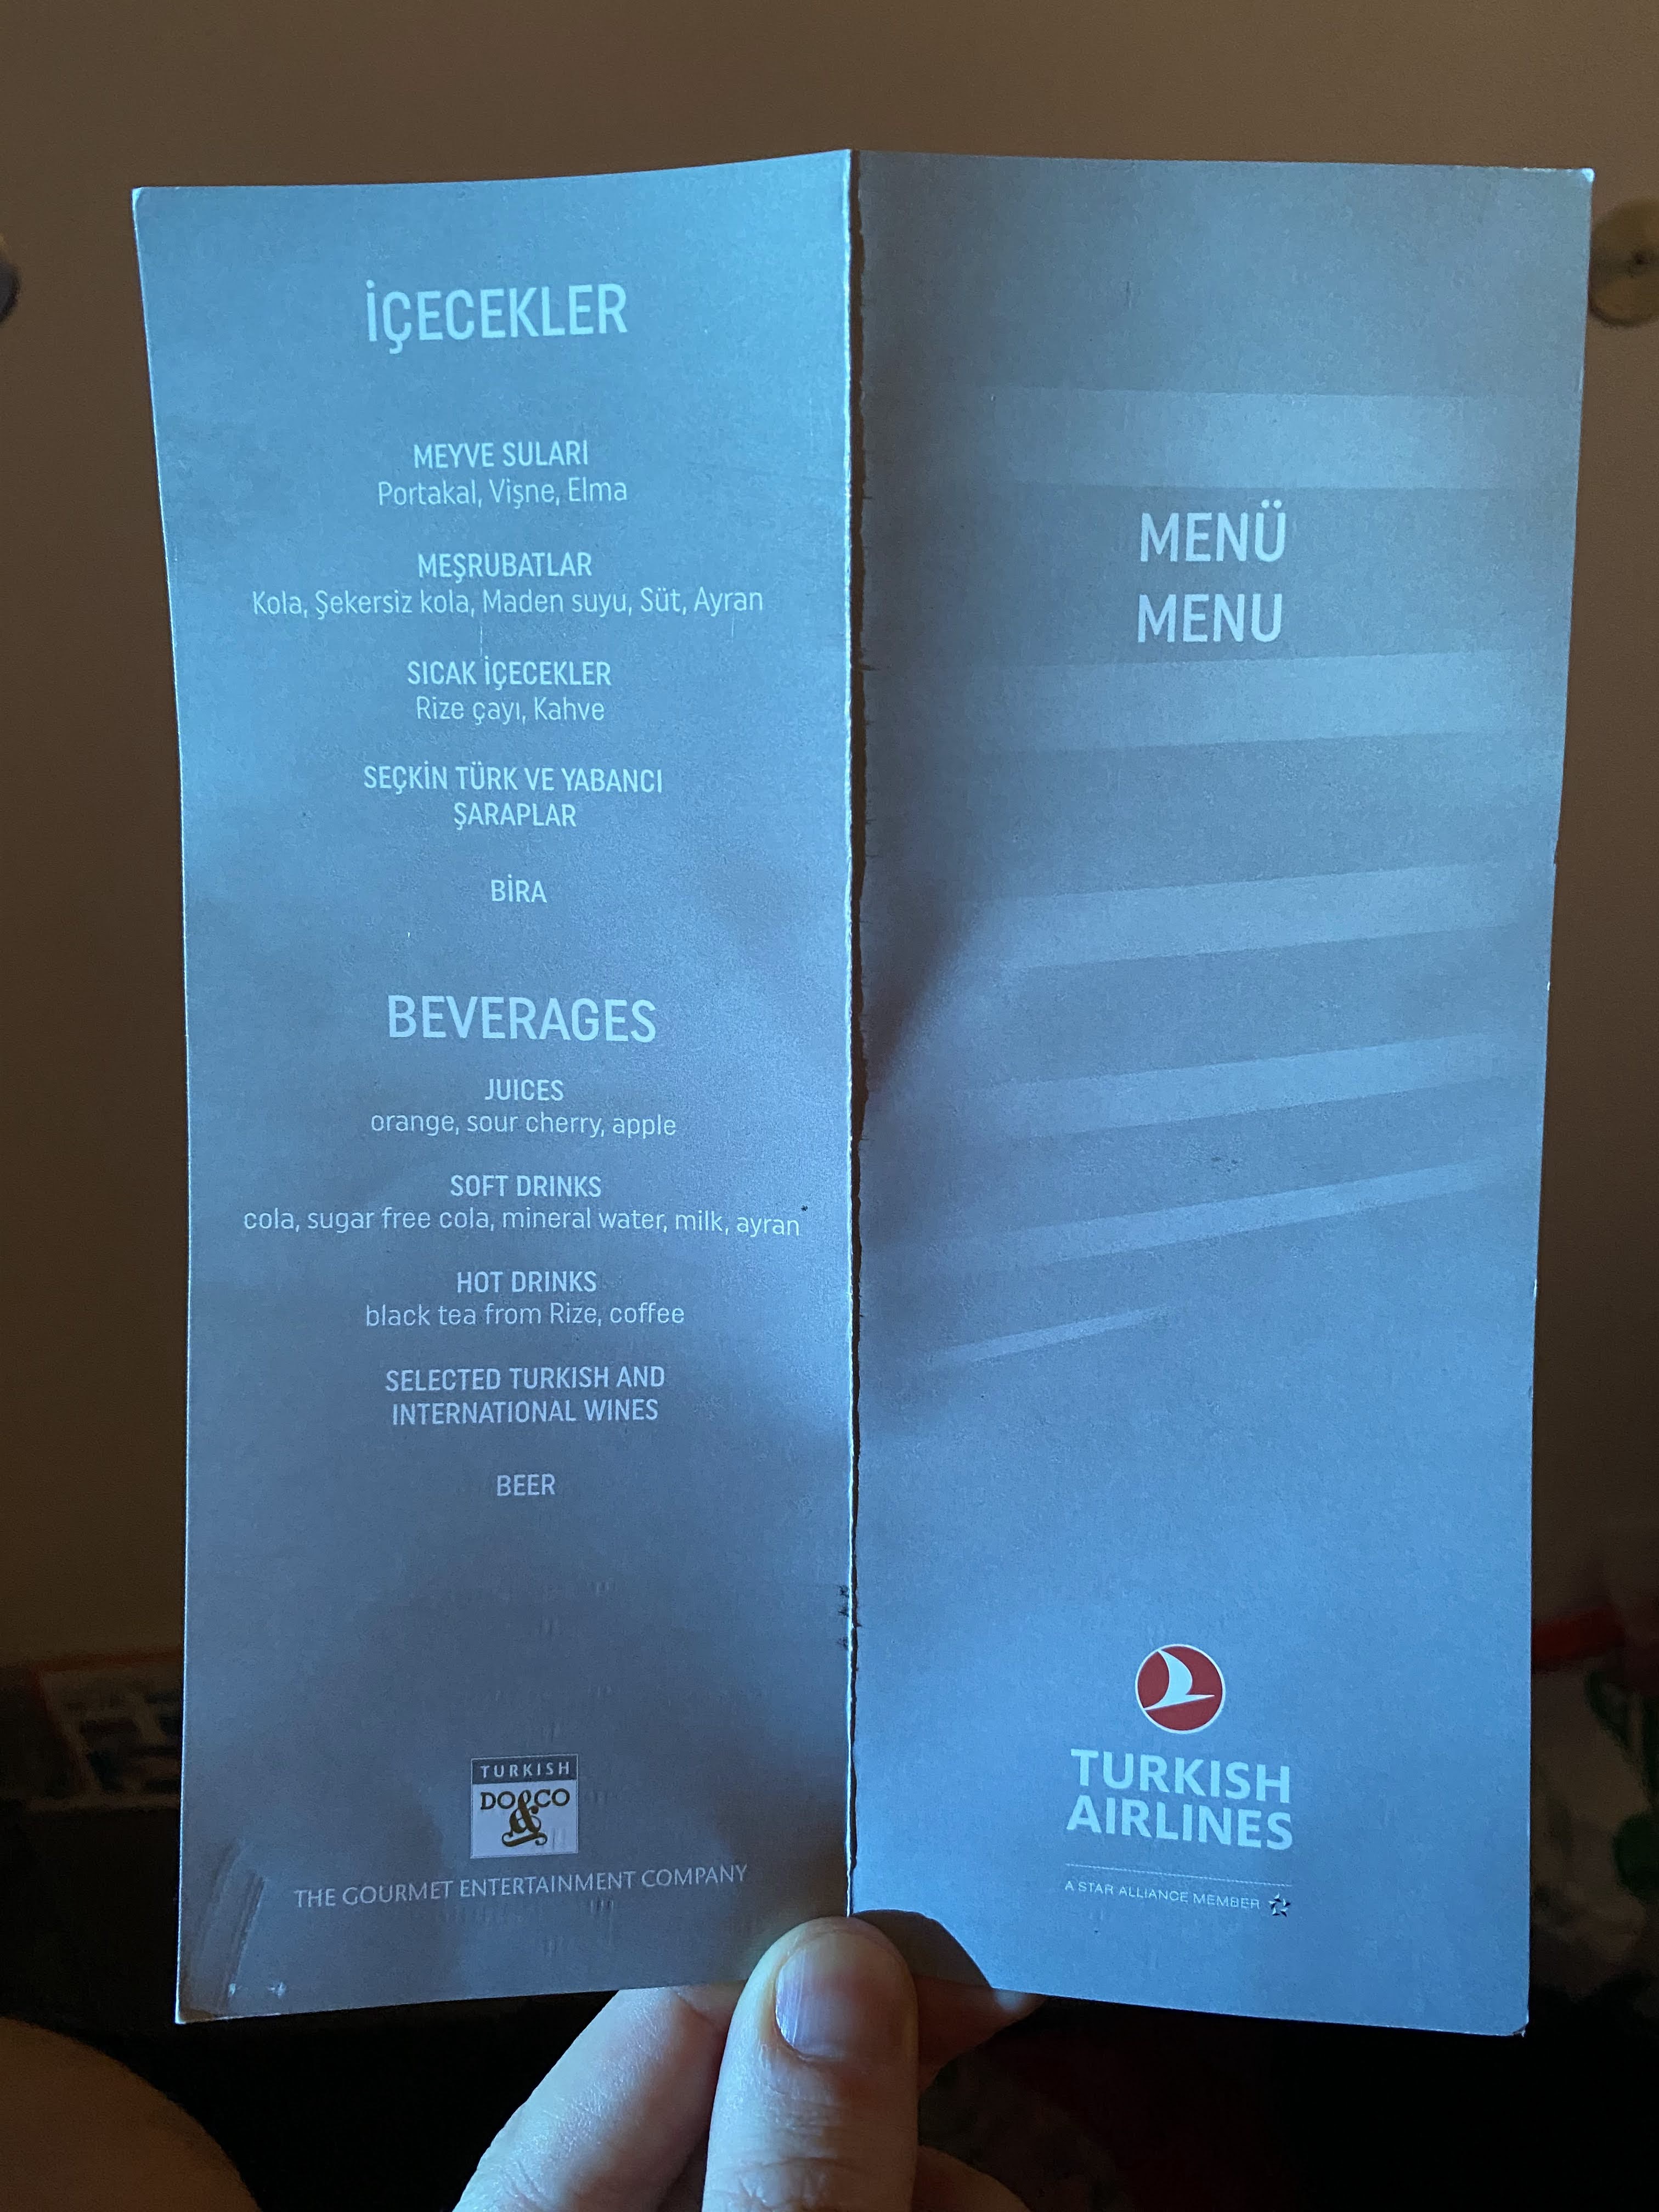 İÇECEKLER
MEYVE SULARI
Portakal, Vişne, Elma
MEŞRUBATLAR
Kola, Şekersiz kola, Maden suyu, Süt, Ayran
SICAK İÇECEKLER
Rize çayı, Kahve
SEÇKİN TÜRK VE YABANCI
ŞARAPLAR
BİRA
BEVERAGES
JUICES
orange, sour cherry, apple
SOFT DRINKS
cola, sugar free cola, mineral water, milk, ayran
HOT DRINKS
black tea from Rize, coffee
SELECTED TURKISH AND
INTERNATIONAL WINES
BEER
TURKISH
DO&CO
THE GOURMET ENTERTAINMENT COMPANY
MENÜ
MENU
TURKISH
AIRLINES
A STAR ALLIANCE MEMBER